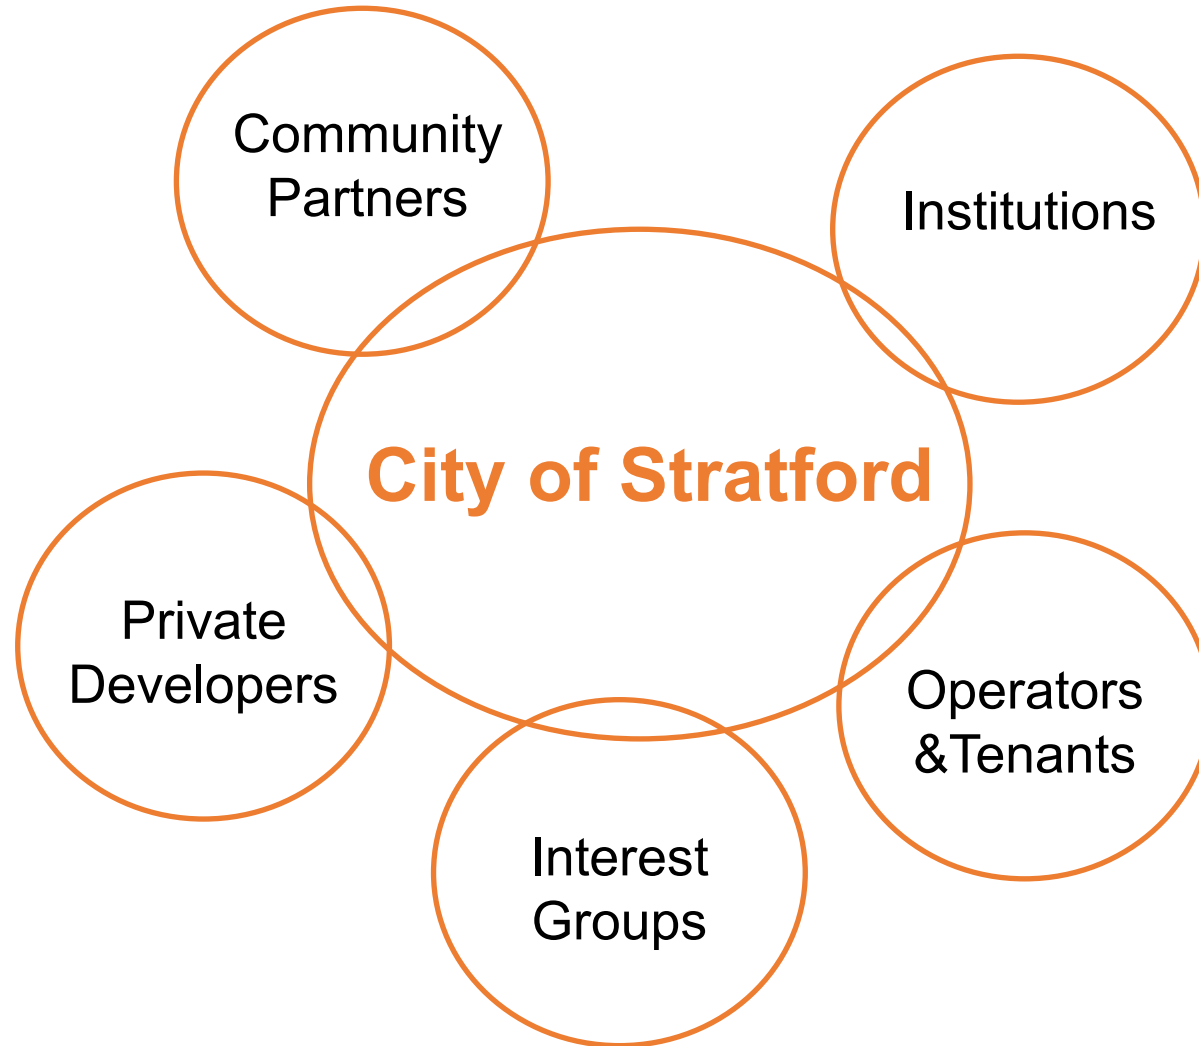 Community
Partners
Institutions
City of Stratford
Private
Developers
Operators
&Tenants
Interest
Groups